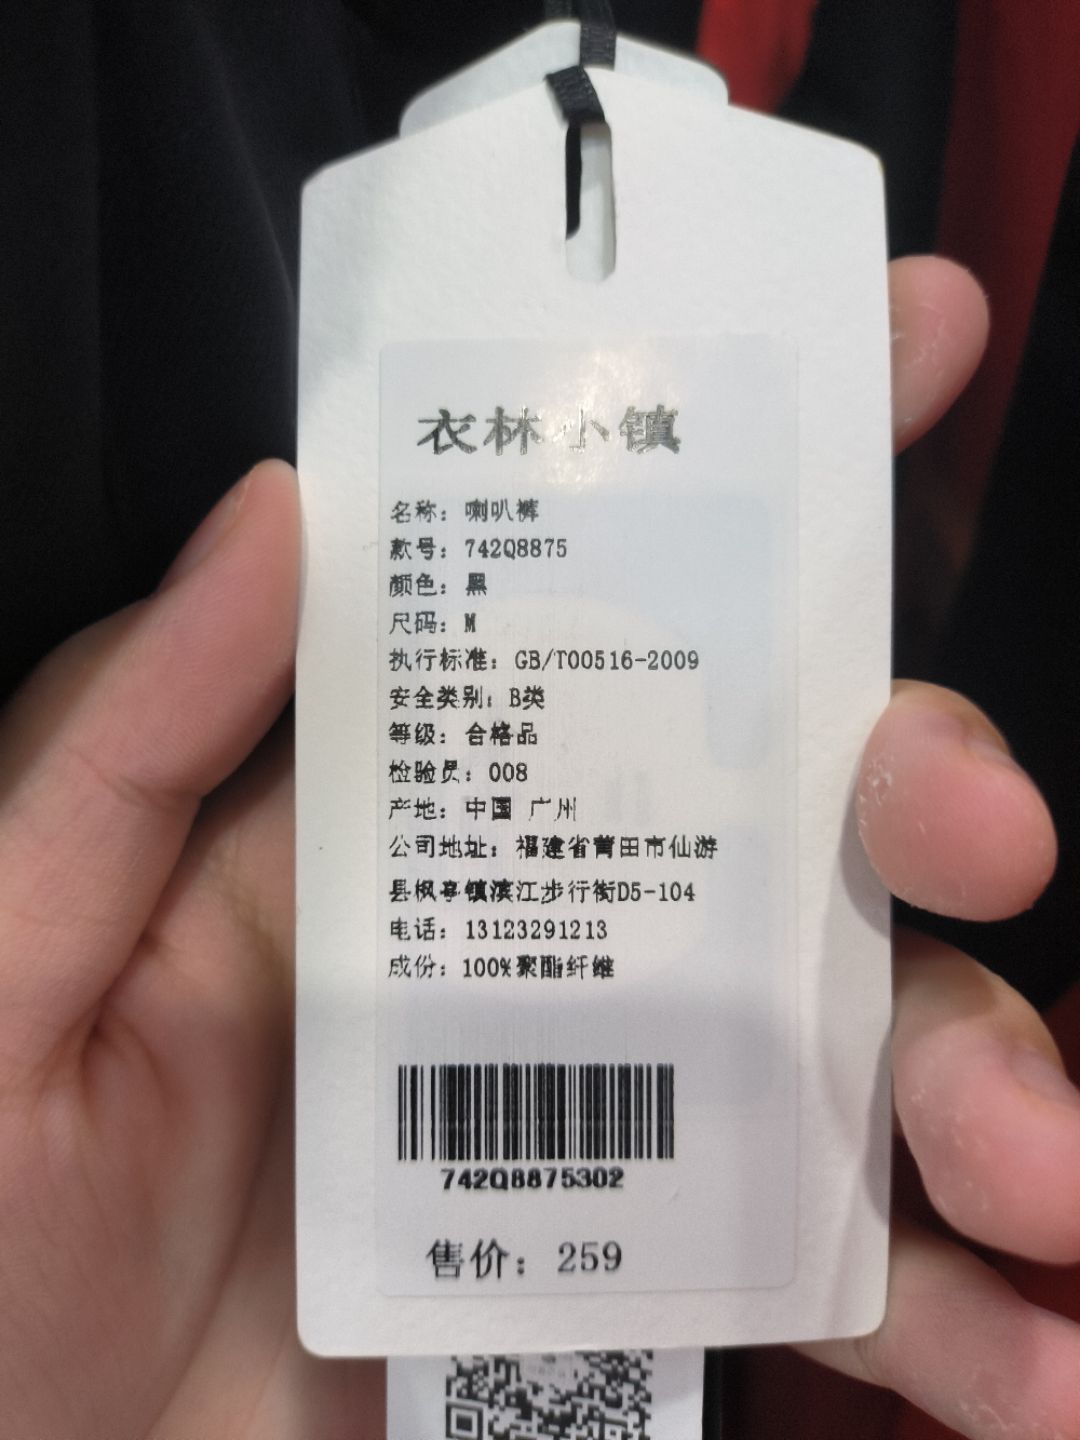 衣林小镇
名称：喇叭裤
款号：742Q8875
颜色：黑
尺码：M
执行标准：GB/T00516-2009
安全类别：B类
等级：合格品
检验员：008
产地：中国 广州
公司地址：福建省莆田市仙游
县枫亭镇滨江步行街D5-104
电话：13123291213
成份：100%聚酯纤维
742Q8875302
售价：259